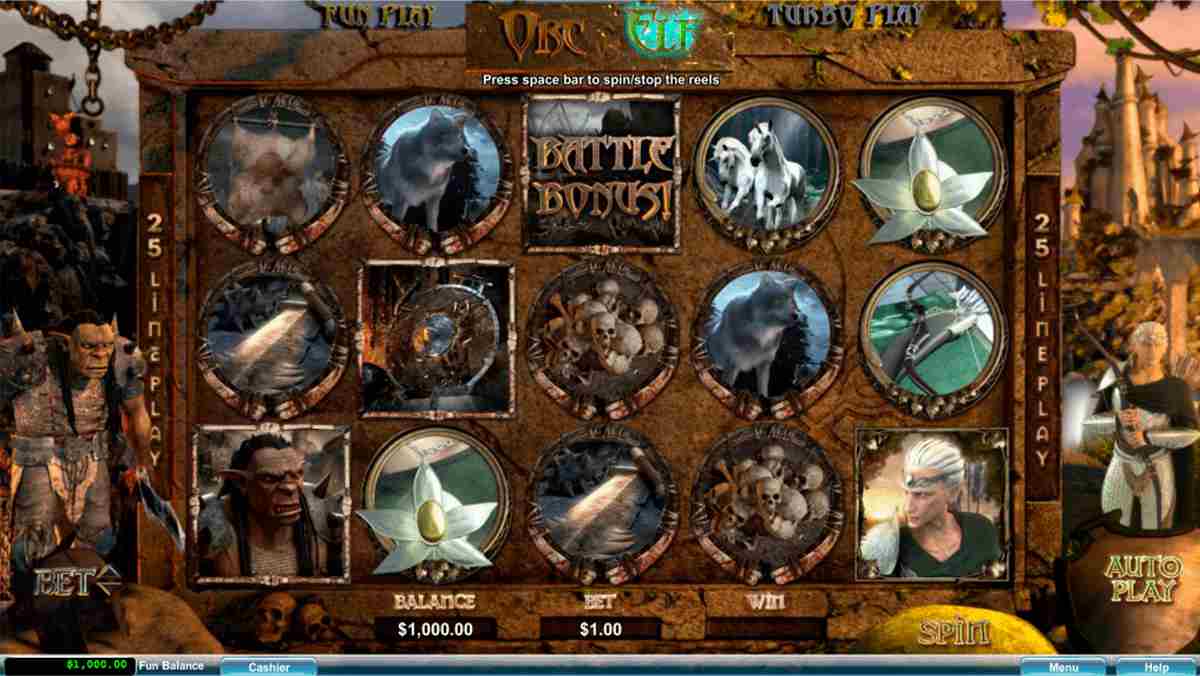 FUN PLAY
ORC vs ELF
TURBO PLAY
Press space bar to spin/stop the reels
BATTLE
BONUS!
25 LINE PLAY
25 LINE PLAY
BET
AUTO
PLAY
BALANCE
BET
WIN
$1,000.00
$1.00
SPIN
$1,000.00
Fun Balance
Cashier
Menu
Help